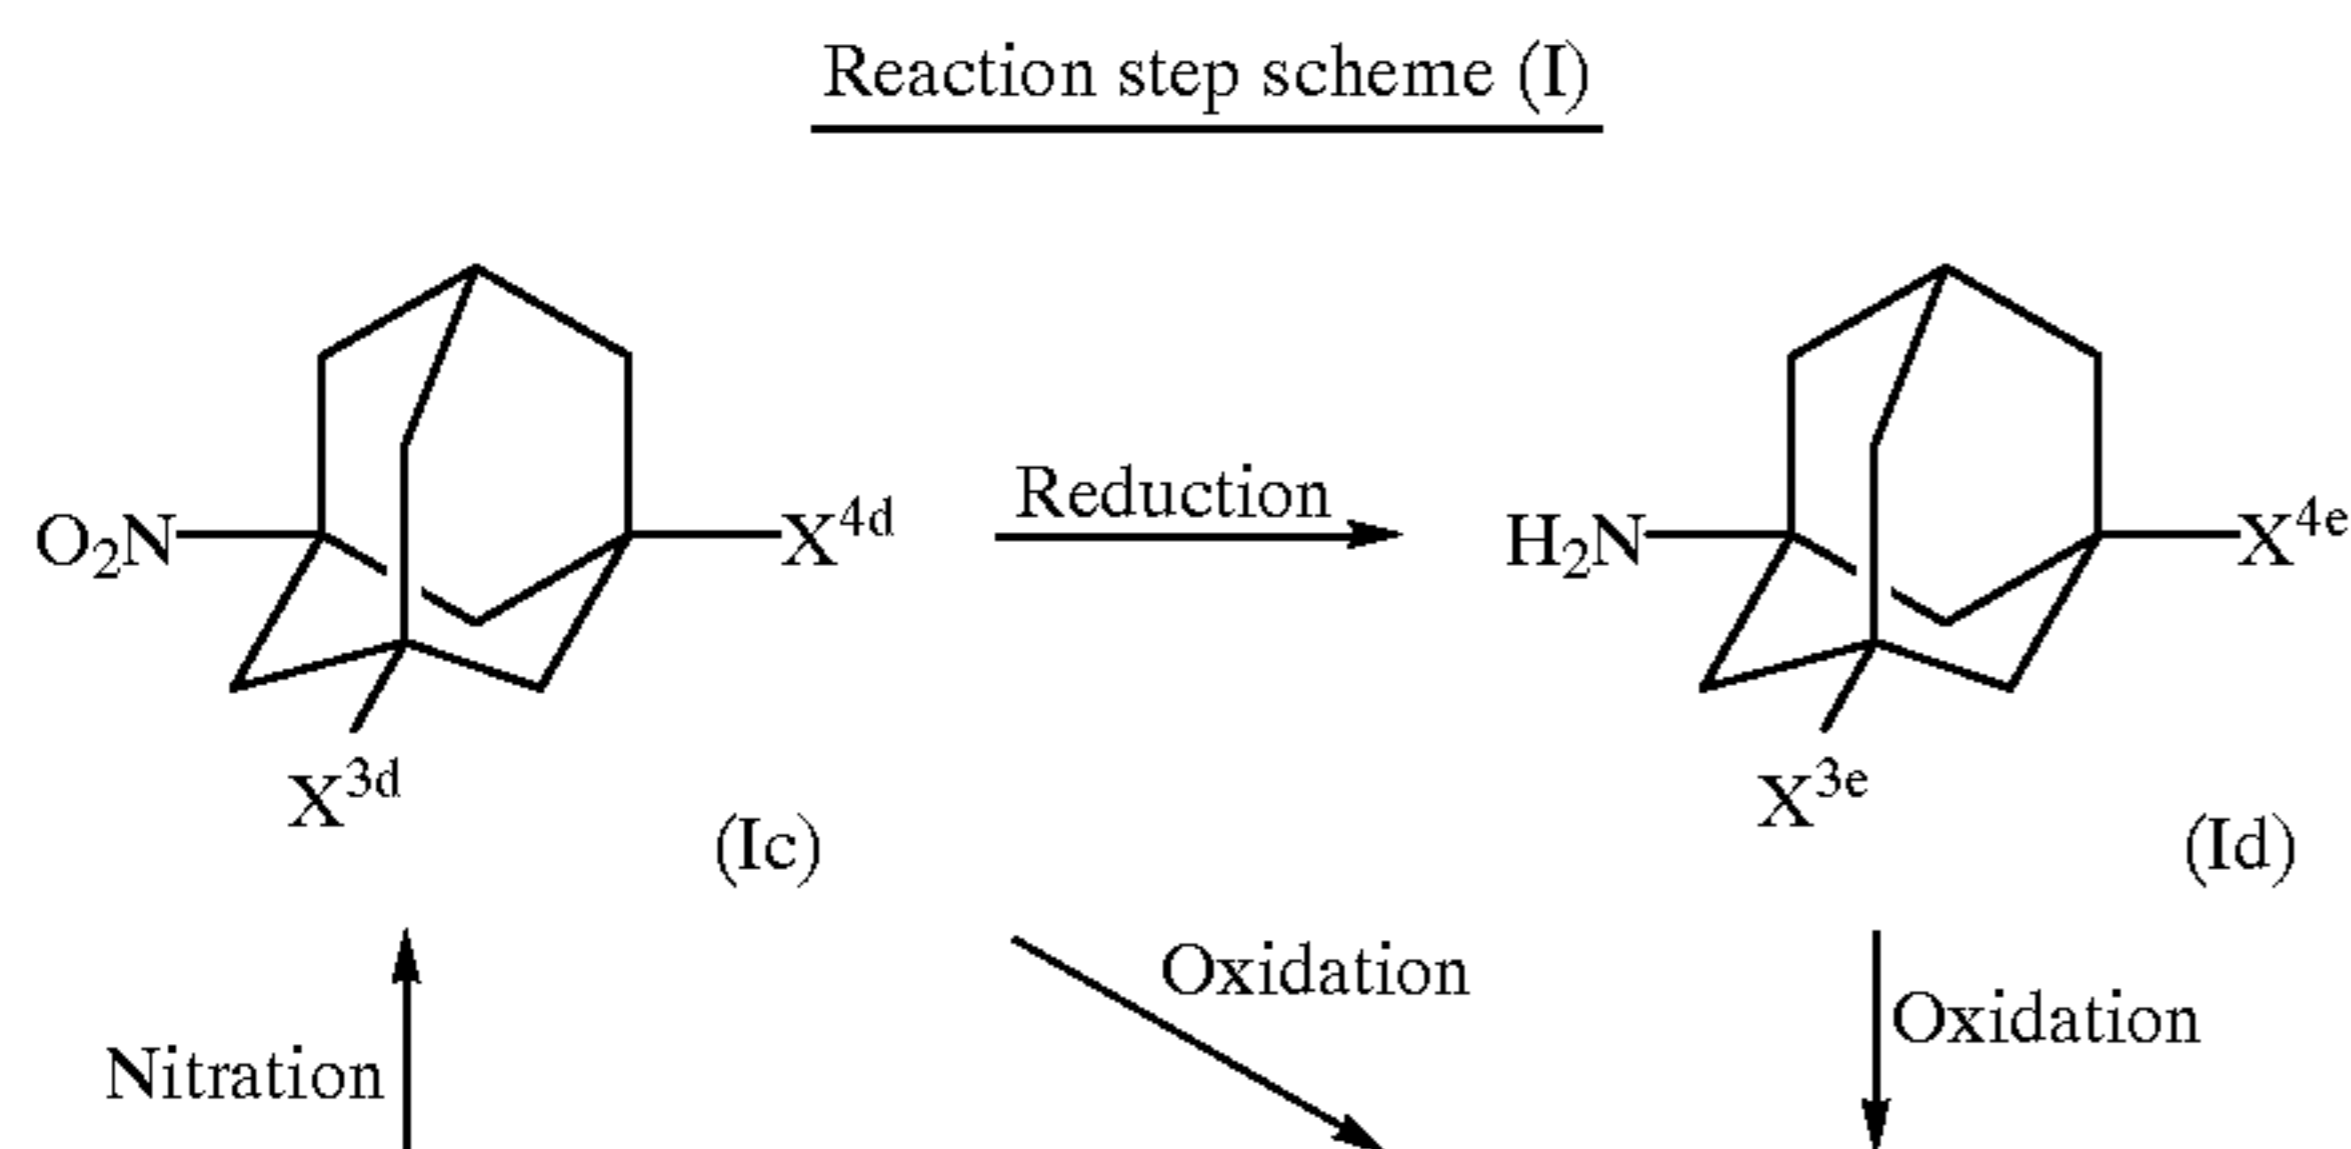 Reaction step scheme (I)
O₂N
X⁴ᵈ
Reduction
H₂N
X⁴ᵉ
X³ᵈ
X³ᵉ
(Ic)
(Id)
Oxidation
Oxidation
Nitration